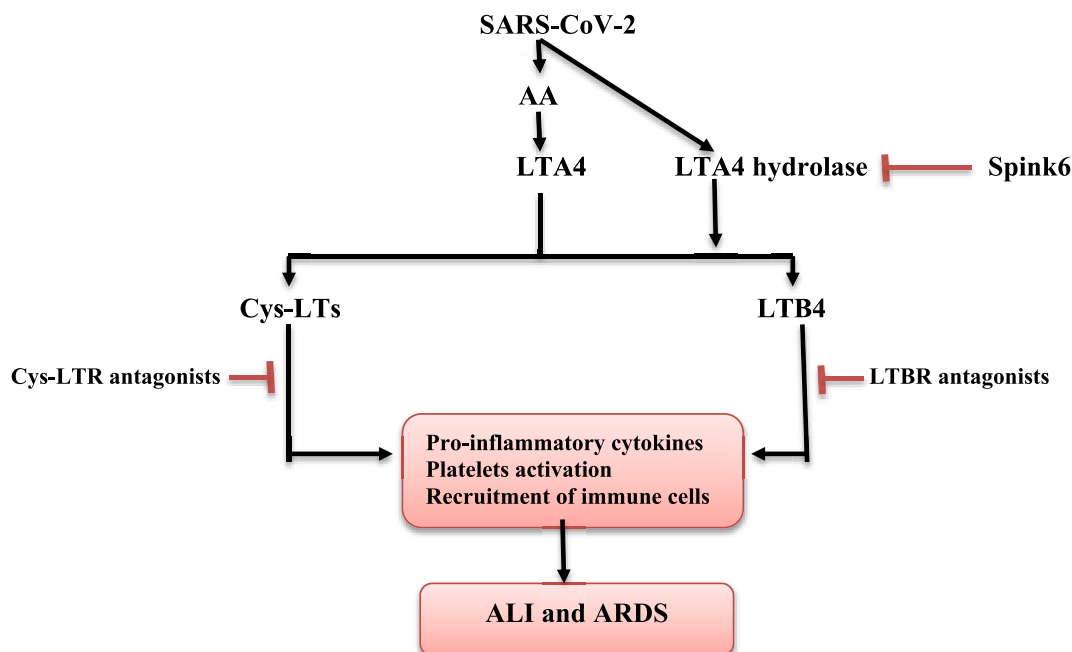 SARS-CoV-2
AA
LTA4
LTA4 hydrolase
Spink6
Cys-LTs
LTB4
Cys-LTR antagonists
LTBR antagonists
Pro-inflammatory cytokines
Platelets activation
Recruitment of immune cells
ALI and ARDS